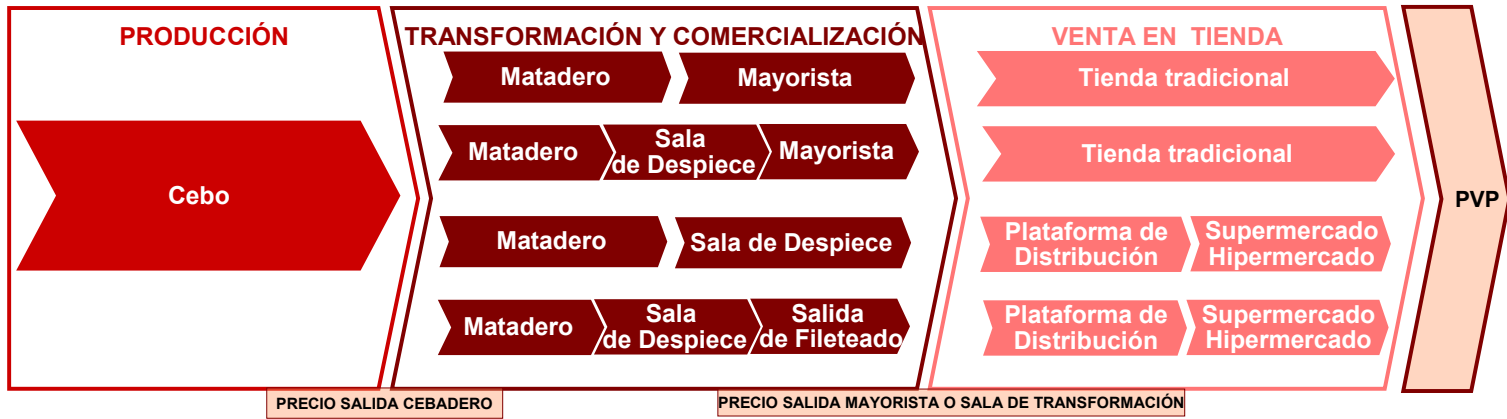 PRODUCCIÓN
TRANSFORMACIÓN Y COMERCIALIZACIÓN
VENTA EN TIENDA
Cebo
Matadero
Mayorista
Tienda tradicional
Matadero
Sala
de Despiece
Mayorista
Tienda tradicional
Matadero
Sala de Despiece
Plataforma de
Distribución
Supermercado
Hipermercado
Matadero
Sala
de Despiece
Salida
de Fileteado
Plataforma de
Distribución
Supermercado
Hipermercado
PVP
PRECIO SALIDA CEBADERO
PRECIO SALIDA MAYORISTA O SALA DE TRANSFORMACIÓN